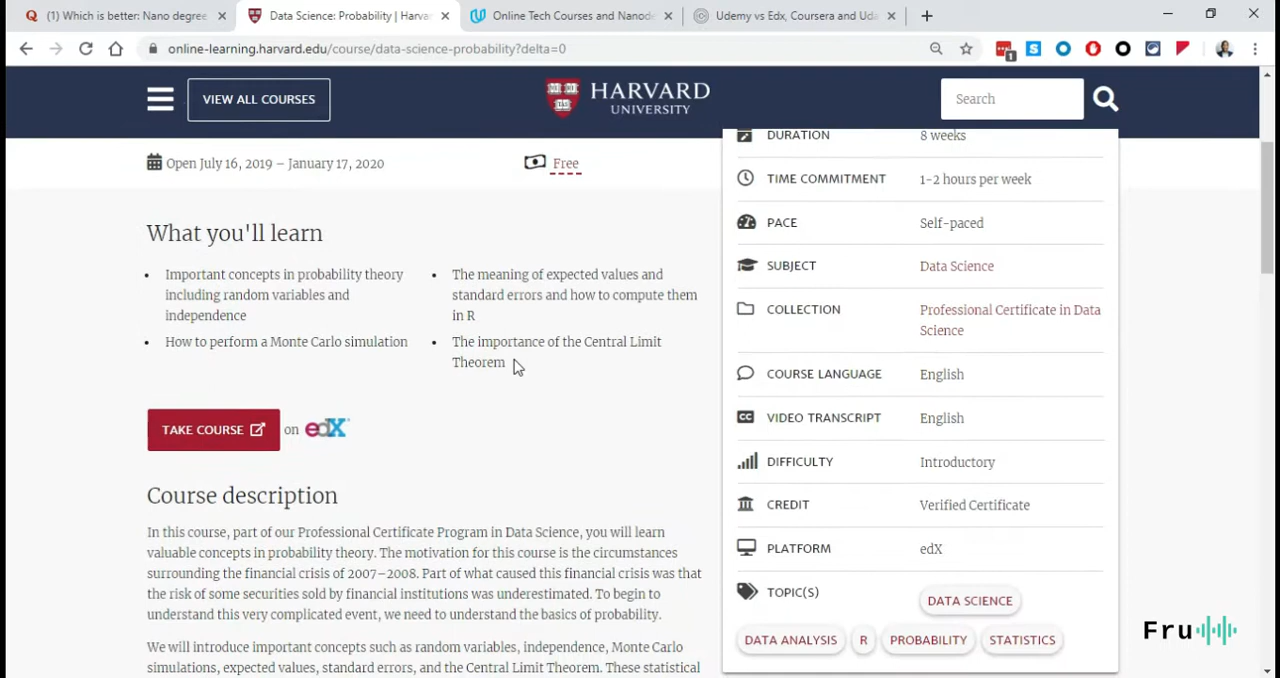 (1) Which is better: Nano degree
Data Science: Probability | Harvar
Online Tech Courses and Nanode
Udemy vs Edx, Coursera and Uda
online-learning.harvard.edu/course/data-science-probability?delta=0
1
VIEW ALL COURSES
HARVARD
UNIVERSITY
Search
Open July 16, 2019 – January 17, 2020
Free
What you'll learn
• Important concepts in probability theory
including random variables and
independence
• How to perform a Monte Carlo simulation
• The meaning of expected values and
standard errors and how to compute them
in R
• The importance of the Central Limit
Theorem
TAKE COURSE
on edX
Course description
In this course, part of our Professional Certificate Program in Data Science, you will learn
valuable concepts in probability theory. The motivation for this course is the circumstances
surrounding the financial crisis of 2007–2008. Part of what caused this financial crisis was that
the risk of some securities sold by financial institutions was underestimated. To begin to
understand this very complicated event, we need to understand the basics of probability.
We will introduce important concepts such as random variables, independence, Monte Carlo
simulations, expected values, standard errors, and the Central Limit Theorem. These statistical
DURATION 8 weeks
TIME COMMITMENT 1-2 hours per week
PACE Self-paced
SUBJECT Data Science
COLLECTION Professional Certificate in Data
Science
COURSE LANGUAGE English
CC VIDEO TRANSCRIPT English
DIFFICULTY Introductory
CREDIT Verified Certificate
PLATFORM edX
TOPIC(S) DATA SCIENCE
DATA ANALYSIS R PROBABILITY STATISTICS
Fru